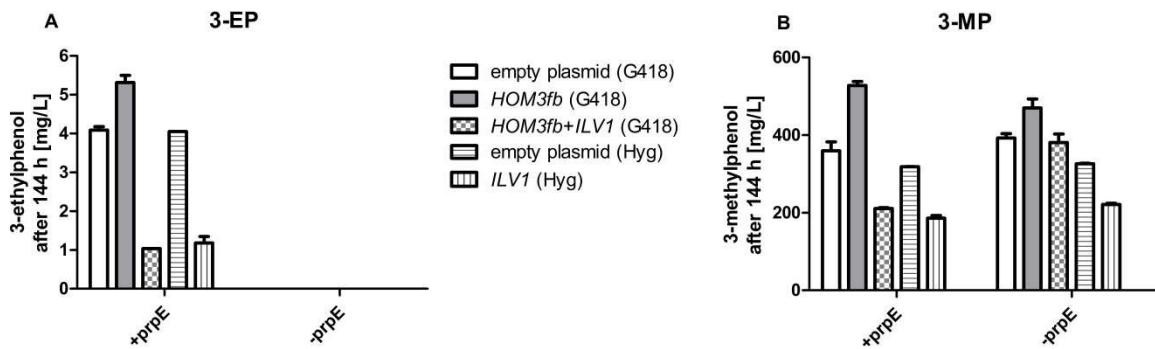 A
3-EP
3-ethylphenol
after 144 h [mg/L]
6
5
4
3
2
1
0
+prpE
-prpE
empty plasmid (G418)
HOM3fb (G418)
HOM3fb+ILV1 (G418)
empty plasmid (Hyg)
ILV1 (Hyg)
B
3-MP
3-methylphenol
after 144 h [mg/L]
600
400
200
0
+prpE
-prpE